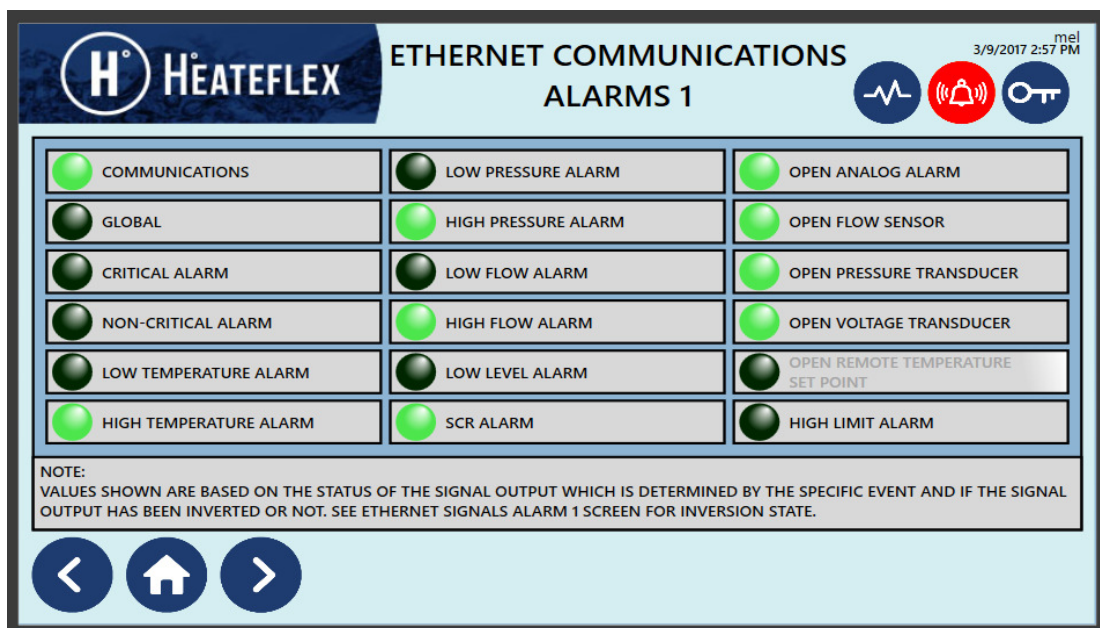 H° HEATEFLEX
ETHERNET COMMUNICATIONS
ALARMS 1
mel
3/9/2017 2:57 PM
COMMUNICATIONS
LOW PRESSURE ALARM
OPEN ANALOG ALARM
GLOBAL
HIGH PRESSURE ALARM
OPEN FLOW SENSOR
CRITICAL ALARM
LOW FLOW ALARM
OPEN PRESSURE TRANSDUCER
NON-CRITICAL ALARM
HIGH FLOW ALARM
OPEN VOLTAGE TRANSDUCER
LOW TEMPERATURE ALARM
LOW LEVEL ALARM
OPEN REMOTE TEMPERATURE
SET POINT
HIGH TEMPERATURE ALARM
SCR ALARM
HIGH LIMIT ALARM
NOTE:
VALUES SHOWN ARE BASED ON THE STATUS OF THE SIGNAL OUTPUT WHICH IS DETERMINED BY THE SPECIFIC EVENT AND IF THE SIGNAL
OUTPUT HAS BEEN INVERTED OR NOT. SEE ETHERNET SIGNALS ALARM 1 SCREEN FOR INVERSION STATE.